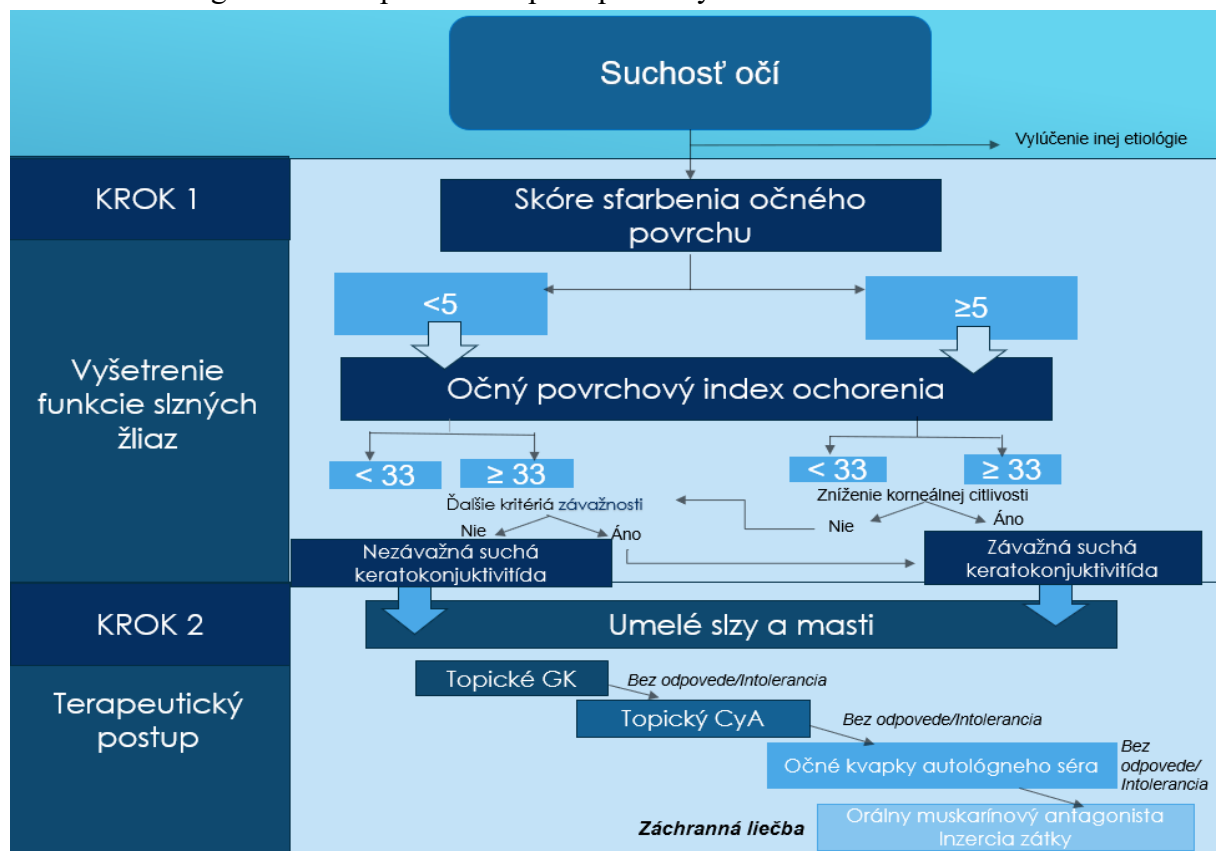 Suchosť očí
Vylúčenie inej etiológie
KROK 1
Skóre sfarbenia očného
povrchu
<5
≥5
Vyšetrenie
funkcie slzných
žliaz
Očný povrchový index ochorenia
< 33
≥ 33
< 33
≥ 33
Ďalšie kritériá závažnosti
Zníženie korneálnej citlivosti
Nie
Áno
Nie
Áno
Nezávažná suchá
keratokonjuktivitída
Závažná suchá
keratokonjuktivitída
KROK 2
Umelé slzy a masti
Terapeutický
postup
Topické GK
Bez odpovede/Intolerancia
Topický CyA
Bez odpovede/Intolerancia
Očné kvapky autológneho séra
Bez
odpovede/
Intolerancia
Záchranná liečba
Orálny muskarínový antagonista
Inzercia zátky